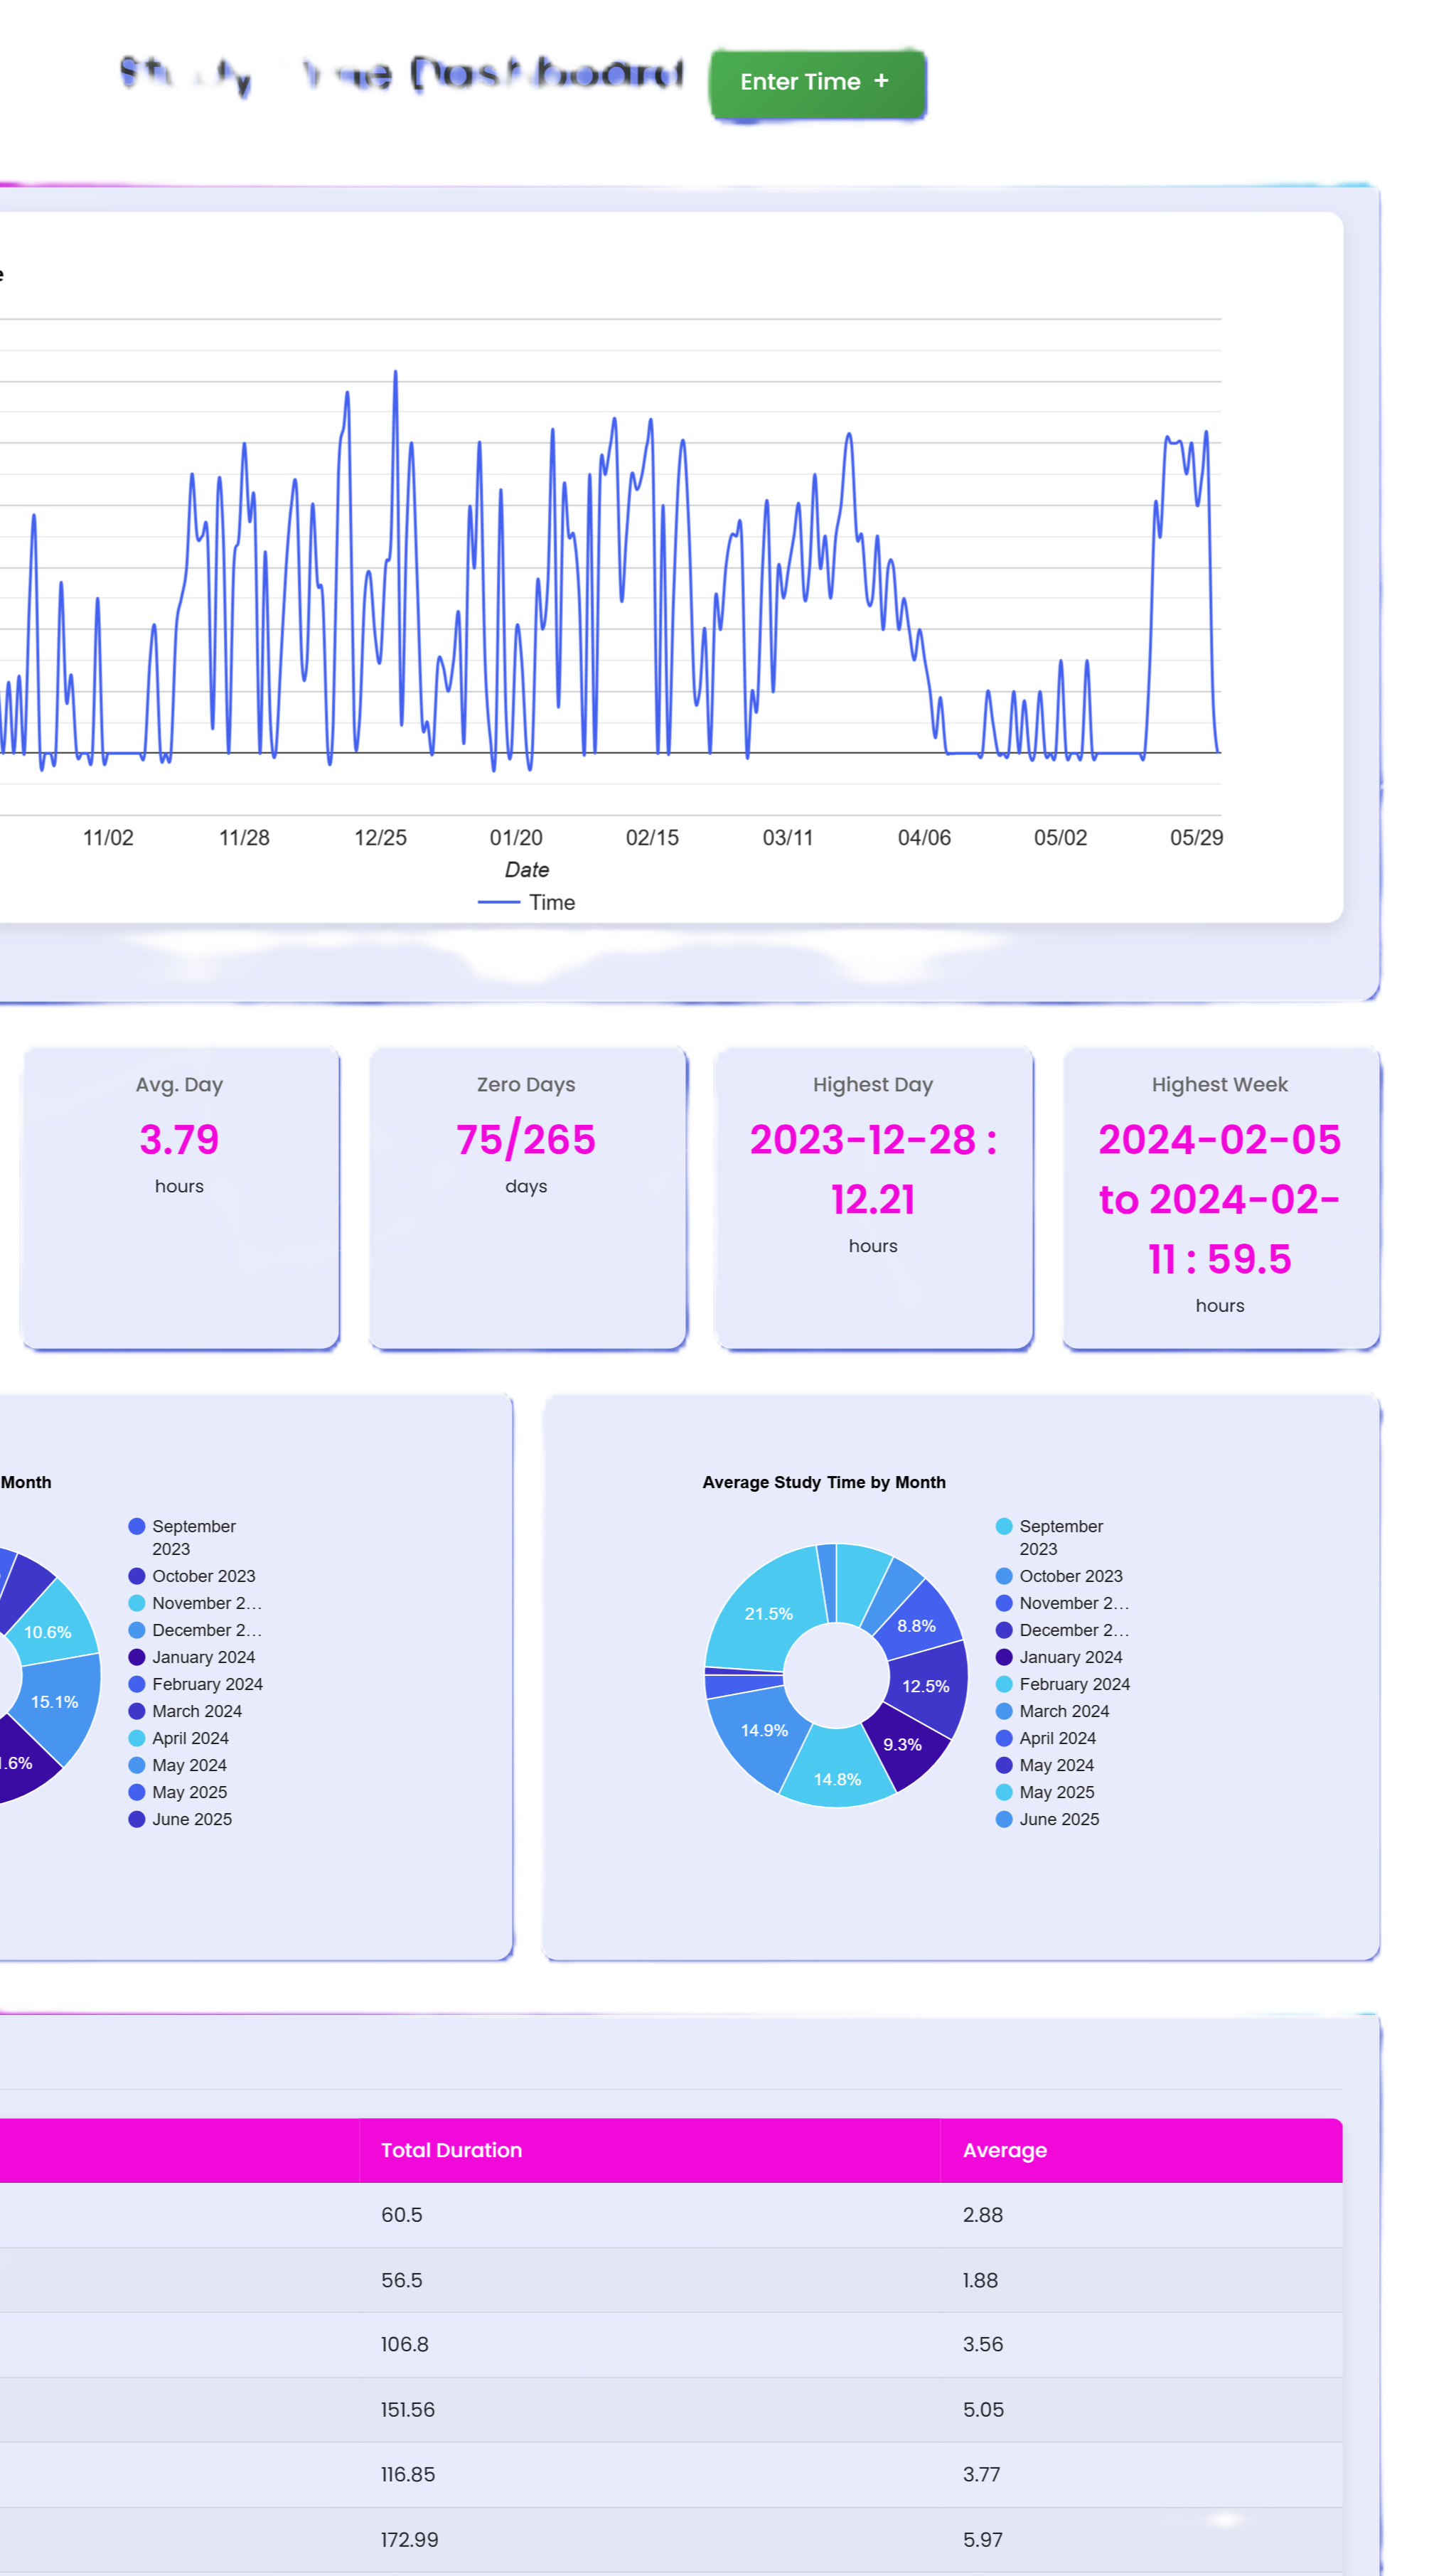 Dashboard
Enter Time +
11/02 11/28 12/25 01/20 02/15 03/11 04/06 05/02 05/29
Date
Time
Avg. Day
3.79
hours
Zero Days
75/265
days
Highest Day
2023-12-28 :
12.21
hours
Highest Week
2024-02-05
to 2024-02-
11 : 59.5
hours
Month
10.6%
15.1%
1.6%
September
2023
October 2023
November 2...
December 2...
January 2024
February 2024
March 2024
April 2024
May 2024
May 2025
June 2025
Average Study Time by Month
21.5%
8.8%
12.5%
9.3%
14.8%
14.9%
September
2023
October 2023
November 2...
December 2...
January 2024
February 2024
March 2024
April 2024
May 2024
May 2025
June 2025
Total Duration Average
60.5 2.88
56.5 1.88
106.8 3.56
151.56 5.05
116.85 3.77
172.99 5.97